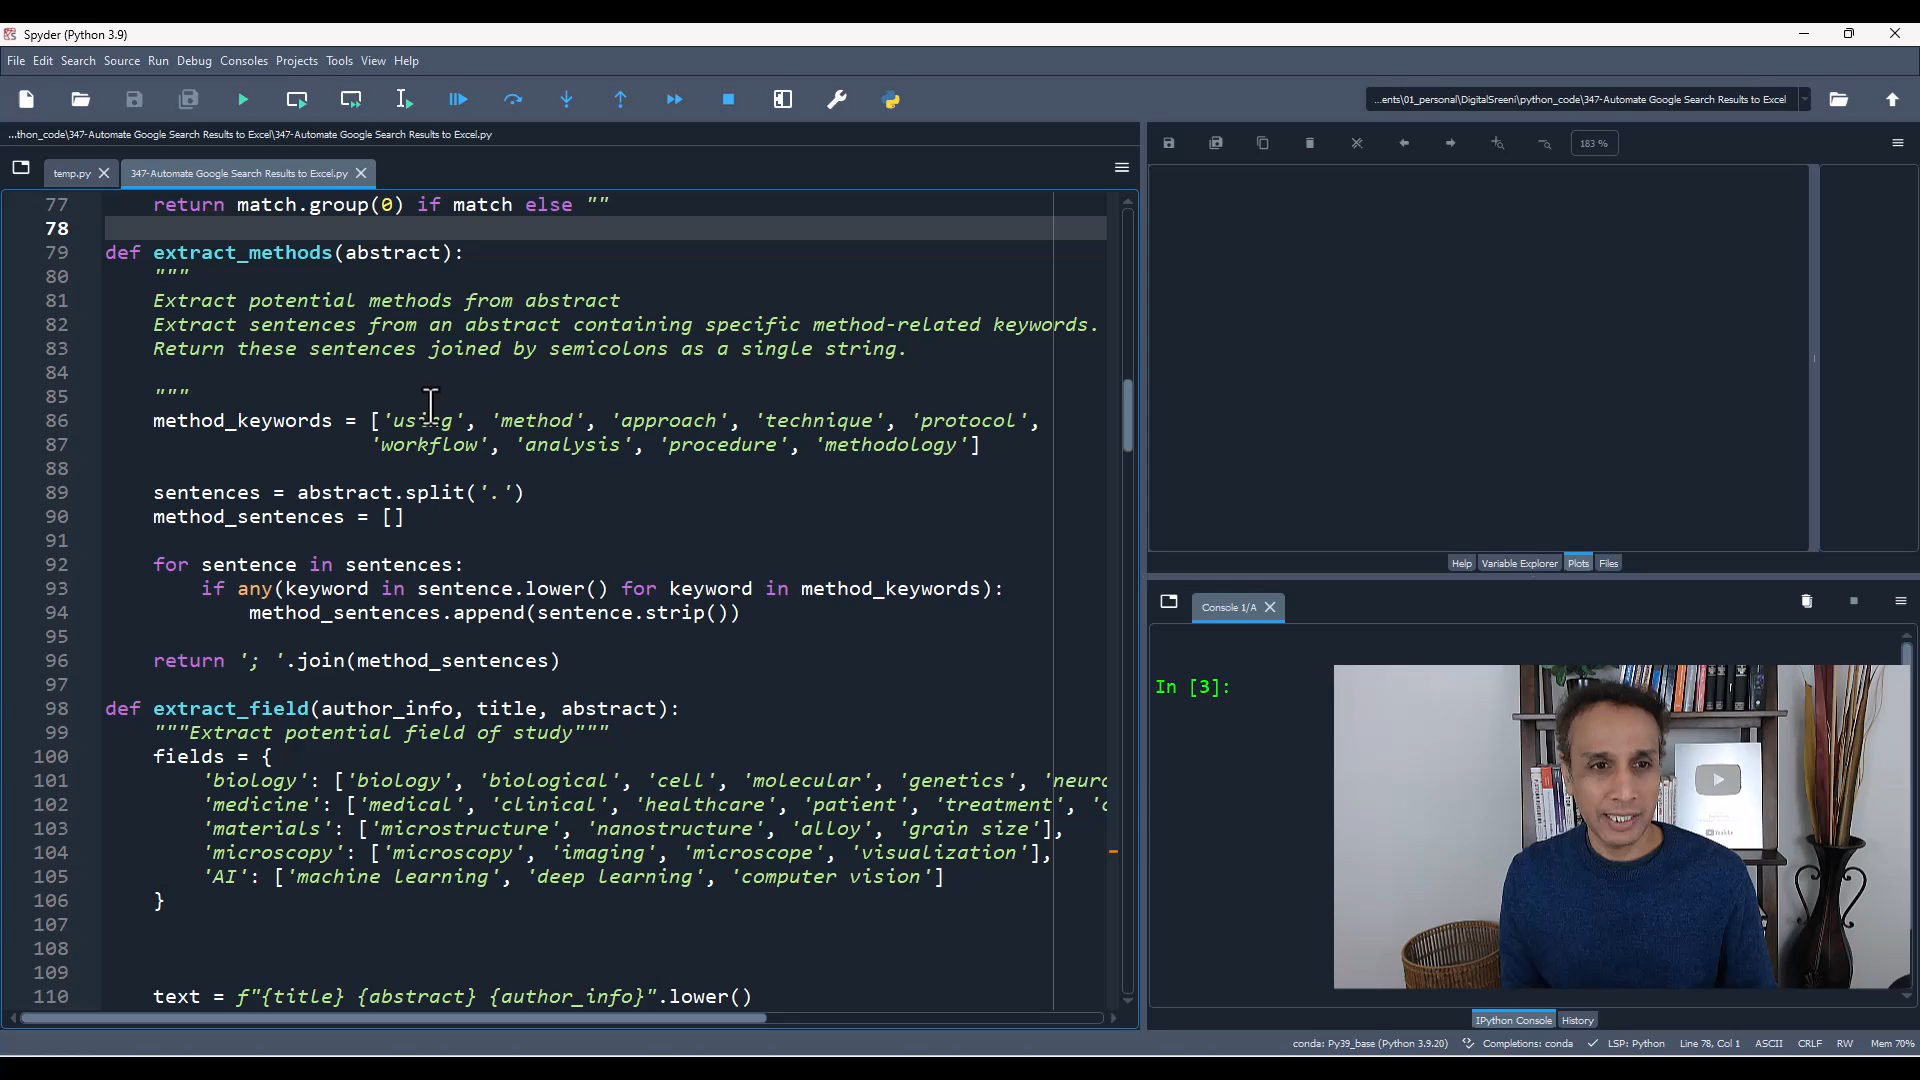 Spyder (Python 3.9)
File Edit Search Source Run Debug Consoles Projects Tools View Help
...ents\01_personal\DigitalSreeni\python_code\347-Automate Google Search Results to Excel
...thon_code\347-Automate Google Search Results to Excel\347-Automate Google Search Results to Excel.py
temp.py
347-Automate Google Search Results to Excel.py
183 %
77 return match.group(0) if match else ""
78
79 def extract_methods(abstract):
80 """
81 Extract potential methods from abstract
82 Extract sentences from an abstract containing specific method-related keywords.
83 Return these sentences joined by semicolons as a single string.
84
85 """
86 method_keywords = ['using', 'method', 'approach', 'technique', 'protocol',
87 'workflow', 'analysis', 'procedure', 'methodology']
88
89 sentences = abstract.split('.')
90 method_sentences = []
91
92 for sentence in sentences:
93 if any(keyword in sentence.lower() for keyword in method_keywords):
94 method_sentences.append(sentence.strip())
95
96 return '; '.join(method_sentences)
97
98 def extract_field(author_info, title, abstract):
99 """Extract potential field of study"""
100 fields = {
101 'biology': ['biology', 'biological', 'cell', 'molecular', 'genetics', 'neuro
102 'medicine': ['medical', 'clinical', 'healthcare', 'patient', 'treatment', 'c
103 'materials': ['microstructure', 'nanostructure', 'alloy', 'grain size'],
104 'microscopy': ['microscopy', 'imaging', 'microscope', 'visualization'],
105 'AI': ['machine learning', 'deep learning', 'computer vision']
106 }
107
108
109
110 text = f"{title} {abstract} {author_info}".lower()
Help Variable Explorer Plots Files
Console 1/A
In [3]:
YouTube
IPython Console History
conda: Py39_base (Python 3.9.20) Completions: conda LSP: Python Line 78, Col 1 ASCII CRLF RW Mem 70%